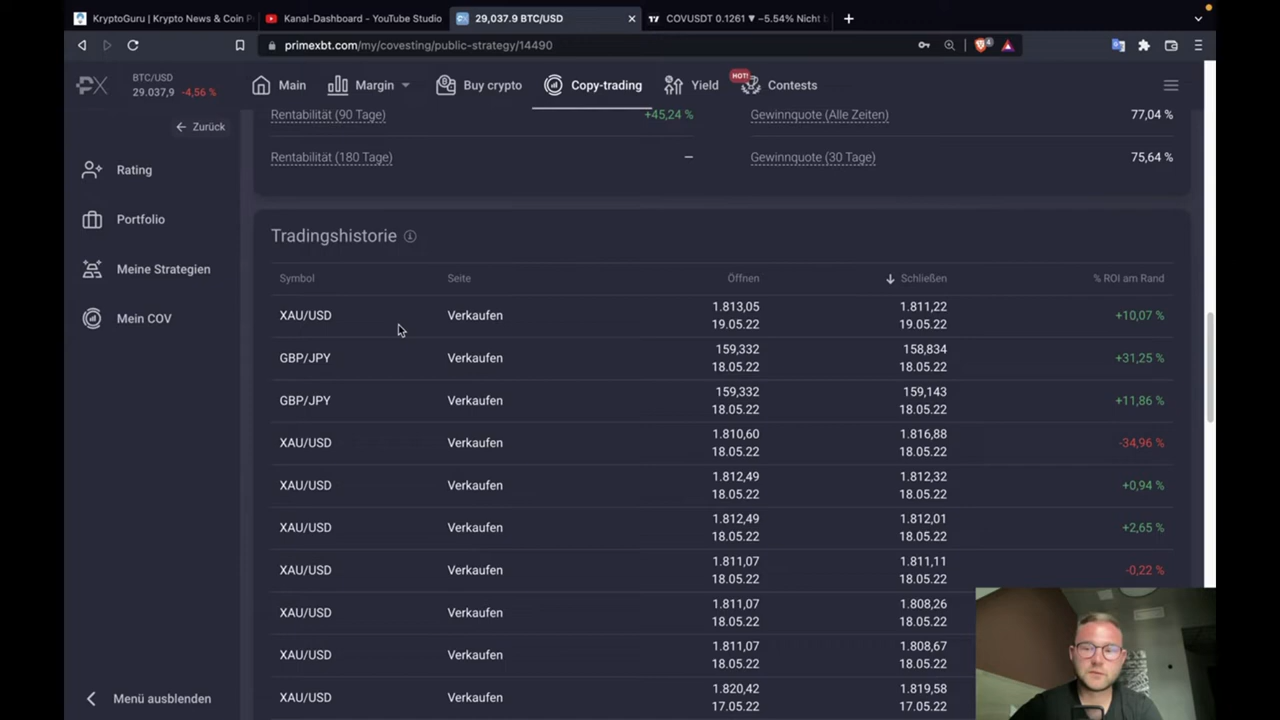 KryptoGuru | Krypto News & Coin P
Kanal-Dashboard - YouTube Studio
29,037.9 BTC/USD
COVUSDT 0.1261 ▼ −5.54% Nicht b
primexbt.com/my/covesting/public-strategy/14490
BTC/USD
29.037,9 -4,56 %
Main
Margin
Buy crypto
Copy-trading
Yield
HOT!
Contests
Zurück
Rating
Portfolio
Meine Strategien
Mein COV
Menü ausblenden
Rentabilität (90 Tage) +45,24 %
Gewinnquote (Alle Zeiten) 77,04 %
Rentabilität (180 Tage) –
Gewinnquote (30 Tage) 75,64 %
Tradingshistorie
Symbol Seite Öffnen Schließen % ROI am Rand
XAU/USD Verkaufen 1.813,05 1.811,22 +10,07 %
19.05.22 19.05.22
GBP/JPY Verkaufen 159,332 158,834 +31,25 %
18.05.22 18.05.22
GBP/JPY Verkaufen 159,332 159,143 +11,86 %
18.05.22 18.05.22
XAU/USD Verkaufen 1.810,60 1.816,88 -34,96 %
18.05.22 18.05.22
XAU/USD Verkaufen 1.812,49 1.812,32 +0,94 %
18.05.22 18.05.22
XAU/USD Verkaufen 1.812,49 1.812,01 +2,65 %
18.05.22 18.05.22
XAU/USD Verkaufen 1.811,07 1.811,11 -0,22 %
18.05.22 18.05.22
XAU/USD Verkaufen 1.811,07 1.808,26
18.05.22 18.05.22
XAU/USD Verkaufen 1.811,07 1.808,67
18.05.22 18.05.22
XAU/USD Verkaufen 1.820,42 1.819,58
17.05.22 17.05.22